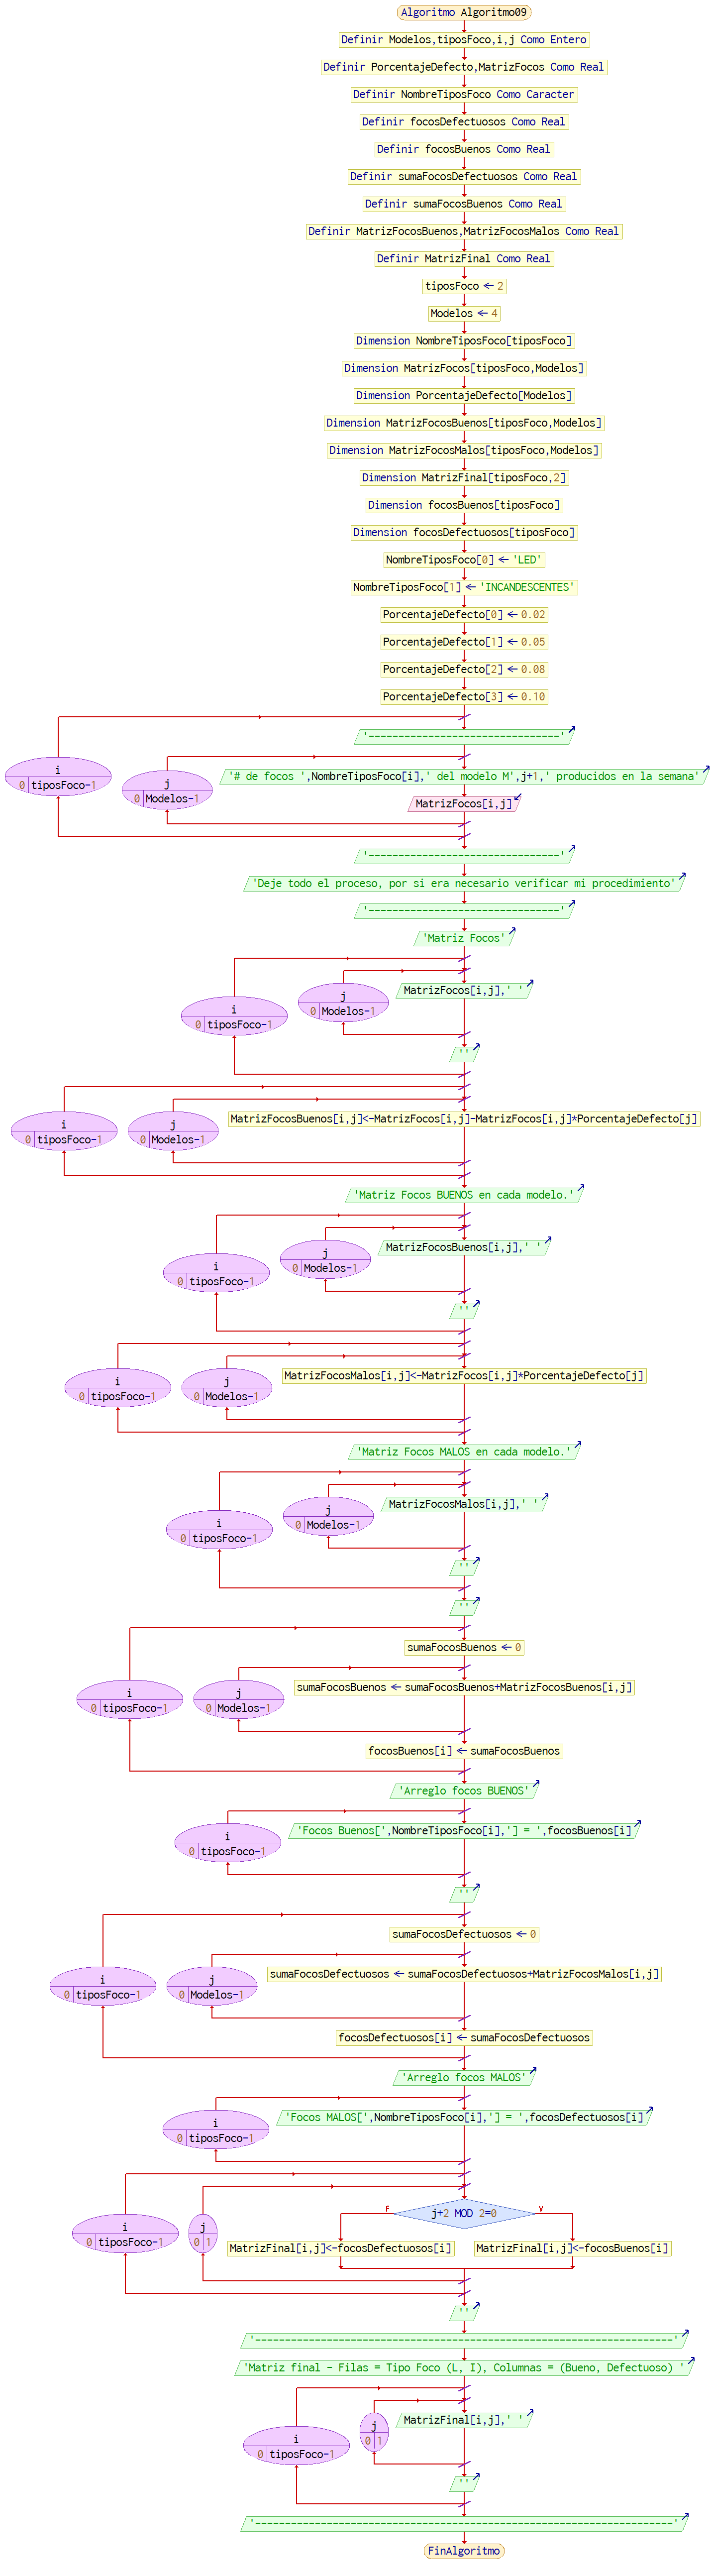 Algoritmo Algoritmo09
Definir Modelos,tiposFoco,i,j Como Entero
Definir PorcentajeDefecto,MatrizFocos Como Real
Definir NombreTiposFoco Como Caracter
Definir focosDefectuosos Como Real
Definir focosBuenos Como Real
Definir sumaFocosDefectuosos Como Real
Definir sumaFocosBuenos Como Real
Definir MatrizFocosBuenos,MatrizFocosMalos Como Real
Definir MatrizFinal Como Real
tiposFoco ← 2
Modelos ← 4
Dimension NombreTiposFoco[tiposFoco]
Dimension MatrizFocos[tiposFoco,Modelos]
Dimension PorcentajeDefecto[Modelos]
Dimension MatrizFocosBuenos[tiposFoco,Modelos]
Dimension MatrizFocosMalos[tiposFoco,Modelos]
Dimension MatrizFinal[tiposFoco,2]
Dimension focosBuenos[tiposFoco]
Dimension focosDefectuosos[tiposFoco]
NombreTiposFoco[0] ← 'LED'
NombreTiposFoco[1] ← 'INCANDESCENTES'
PorcentajeDefecto[0] ← 0.02
PorcentajeDefecto[1] ← 0.05
PorcentajeDefecto[2] ← 0.08
PorcentajeDefecto[3] ← 0.10
'--------------------------------'
i
0 tiposFoco-1
j
0 Modelos-1
'# de focos ',NombreTiposFoco[i],' del modelo M',j+1,' producidos en la semana'
MatrizFocos[i,j]
'--------------------------------'
'Deje todo el proceso, por si era necesario verificar mi procedimiento'
'--------------------------------'
'Matriz Focos'
i
0 tiposFoco-1
j
0 Modelos-1
MatrizFocos[i,j],' '
''
i
0 tiposFoco-1
j
0 Modelos-1
MatrizFocosBuenos[i,j]<-MatrizFocos[i,j]-MatrizFocos[i,j]*PorcentajeDefecto[j]
'Matriz Focos BUENOS en cada modelo.'
i
0 tiposFoco-1
j
0 Modelos-1
MatrizFocosBuenos[i,j],' '
''
i
0 tiposFoco-1
j
0 Modelos-1
MatrizFocosMalos[i,j]<-MatrizFocos[i,j]*PorcentajeDefecto[j]
'Matriz Focos MALOS en cada modelo.'
i
0 tiposFoco-1
j
0 Modelos-1
MatrizFocosMalos[i,j],' '
''
''
sumaFocosBuenos ← 0
i
0 tiposFoco-1
j
0 Modelos-1
sumaFocosBuenos ← sumaFocosBuenos+MatrizFocosBuenos[i,j]
focosBuenos[i] ← sumaFocosBuenos
'Arreglo focos BUENOS'
i
0 tiposFoco-1
'Focos Buenos[',NombreTiposFoco[i],'] = ',focosBuenos[i]
''
sumaFocosDefectuosos ← 0
i
0 tiposFoco-1
j
0 Modelos-1
sumaFocosDefectuosos ← sumaFocosDefectuosos+MatrizFocosMalos[i,j]
focosDefectuosos[i] ← sumaFocosDefectuosos
'Arreglo focos MALOS'
i
0 tiposFoco-1
'Focos MALOS[',NombreTiposFoco[i],'] = ',focosDefectuosos[i]
i
0 tiposFoco-1
j
0 1
F
j+2 MOD 2=0
V
MatrizFinal[i,j]<-focosDefectuosos[i]
MatrizFinal[i,j]<-focosBuenos[i]
''
'----------------------------------------------------------------------'
'Matriz final - Filas = Tipo Foco (L, I), Columnas = (Bueno, Defectuoso) '
i
0 tiposFoco-1
j
0 1
MatrizFinal[i,j],' '
''
'----------------------------------------------------------------------'
FinAlgoritmo